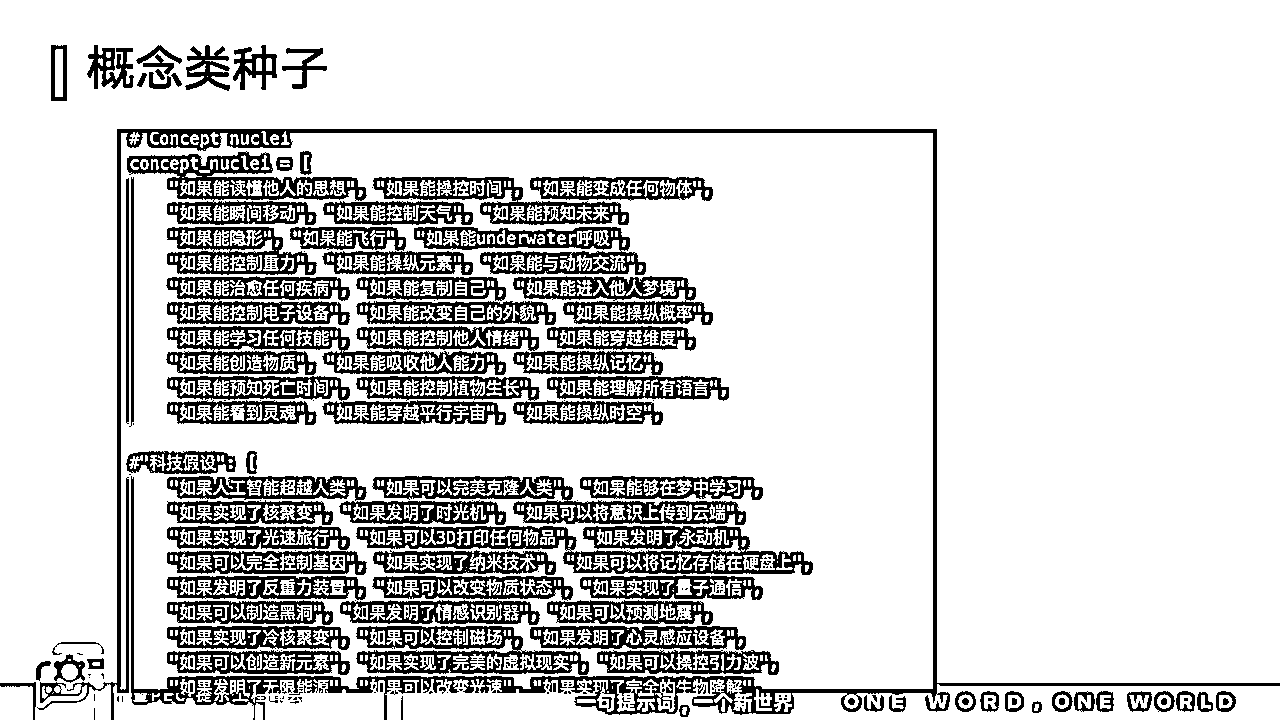 概念类种子
# Concept nuclei
concept_nuclei = [
"如果能读懂他人的思想", "如果能操控时间", "如果能变成任何物体",
"如果能瞬间移动", "如果能控制天气", "如果能预知未来",
"如果能隐形", "如果能飞行", "如果能underwater呼吸",
"如果能控制重力", "如果能操纵元素", "如果能与动物交流",
"如果能治愈任何疾病", "如果能复制自己", "如果能进入他人梦境",
"如果能控制电子设备", "如果能改变自己的外貌", "如果能操纵概率",
"如果能学习任何技能", "如果能控制他人情绪", "如果能穿越维度",
"如果能创造物质", "如果能吸收他人能力", "如果能操纵记忆",
"如果能预知死亡时间", "如果能控制植物生长", "如果能理解所有语言",
"如果能看到灵魂", "如果能穿越平行宇宙", "如果能操纵时空",
#"科技假设": [
"如果人工智能超越人类", "如果可以完美克隆人类", "如果能够在梦中学习",
"如果实现了核聚变", "如果发明了时光机", "如果可以将意识上传到云端",
"如果实现了光速旅行", "如果可以3D打印任何物品", "如果发明了永动机",
"如果可以完全控制基因", "如果实现了纳米技术", "如果可以将记忆存储在硬盘上",
"如果发明了反重力装置", "如果可以改变物质状态", "如果实现了量子通信",
"如果可以制造黑洞", "如果发明了情感识别器", "如果可以预测地震",
"如果实现了冷核聚变", "如果可以控制磁场", "如果发明了心灵感应设备",
"如果可以创造新元素", "如果实现了完美的虚拟现实", "如果可以操控引力波",
"如果发明了无限能源", "如果可以改变光速", "如果实现了完全的生物降解",
一句提示词，一个新世界
ONE WORD, ONE WORLD